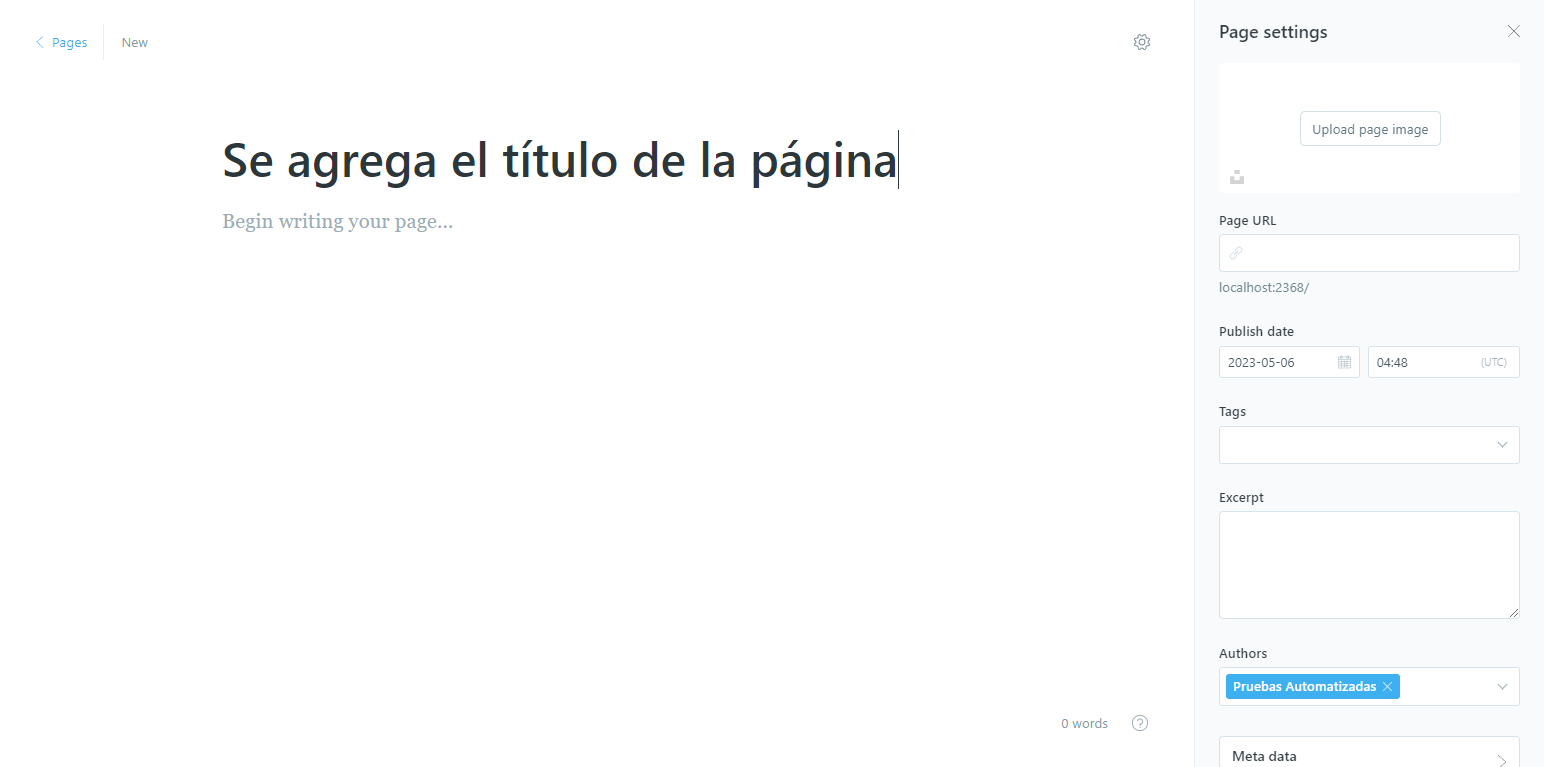 Pages
New
Se agrega el título de la página
Begin writing your page...
0 words
Page settings
Upload page image
Page URL
localhost:2368/
Publish date
2023-05-06
04:48 (UTC)
Tags
Excerpt
Authors
Pruebas Automatizadas
Meta data